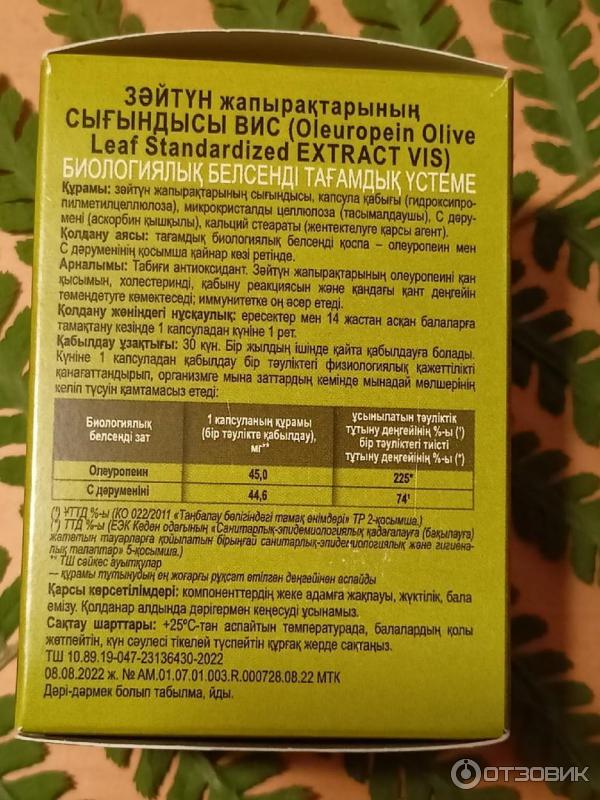 ЗӘЙТҮН жапырақтарының
СЫҒЫНДЫСЫ ВИС (Oleuropein Olive
Leaf Standardized EXTRACT VIS)
БИОЛОГИЯЛЫҚ БЕЛСЕНДІ ТАҒАМДЫҚ ҮСТЕМЕ
Құрамы: зәйтүн жапырақтарының сығындысы, капсула қабығы (гидроксипро-
пилметилцеллюлоза), микрокристалды целлюлоза (тасымалдаушы), С дәру-
мені (аскорбин қышқылы), кальций стеараты (жентектелуге қарсы агент).
Қолдану аясы: тағамдық биологиялық белсенді қоспа – олеуропеин мен
С дәруменінің қосымша қайнар көзі ретінде.
Арналымы: Табиғи антиоксидант. Зәйтүн жапырақтарының олеуропеині қан
қысымын, холестеринді, қабыну реакциясын және қандағы қант деңгейін
төмендетуге көмектеседі; иммунитетке оң әсер етеді.
Қолдану жөніндегі нұсқаулық: ересектер мен 14 жастан асқан балаларға
тамақтану кезінде 1 капсуладан күніне 1 рет.
Қабылдау ұзақтығы: 30 күн. Бір жылдың ішінде қайта қабылдауға болады.
Күніне 1 капсуладан қабылдау бір тәуліктегі физиологиялық қажеттілікті
қанағаттандырып, организмге мына заттардың кемінде мынадай мөлшерінің
келіп түсуін қамтамасыз етеді:
Биологиялық белсенді зат
1 капсуланың құрамы (бір тәулікте қабылдау), мг**
ұсынылатын тәуліктік тұтыну деңгейінің %-ы (*) бір тәуліктегі тиісті тұтыну деңгейінің %-ы (*)
Олеуропеин 45,0 225*
С дәруменіі 44,6 74¹
(¹) ҰТТД %-ы (КО 022/2011 «Таңбалау бөлігіндегі тамақ өнімдері» ТР 2-қосымша.)
(*) ТТД %-ы (ЕЭК Кеден одағының «Санитарлық-эпидемиологиялық қадағалауға (бақылауға)
жататын тауарларға қойылатын бірыңғай санитарлық-эпидемиологиялық және гигиена-
лық талаптар» 5-қосымша.)
** ТШ сәйкес ауытқулар
— құрамы тұтынудың ең жоғарғы рұқсат етілген деңгейінен аспайды
Қарсы көрсетілімдері: компоненттердің жеке адамға жақпауы, жүктілік, бала
емізу. Қолданар алдында дәрігермен кеңесуді ұсынамыз.
Сақтау шарттары: +25°С-тан аспайтын температурада, балалардың қолы
жетпейтін, күн сәулесі тікелей түспейтін құрғақ жерде сақтаңыз.
ТШ 10.89.19-047-23136430-2022
08.08.2022 ж. № AM.01.07.01.003.R.000728.08.22 МТК
Дәрі-дәрмек болып табылма, йды.
ОТЗОВИК